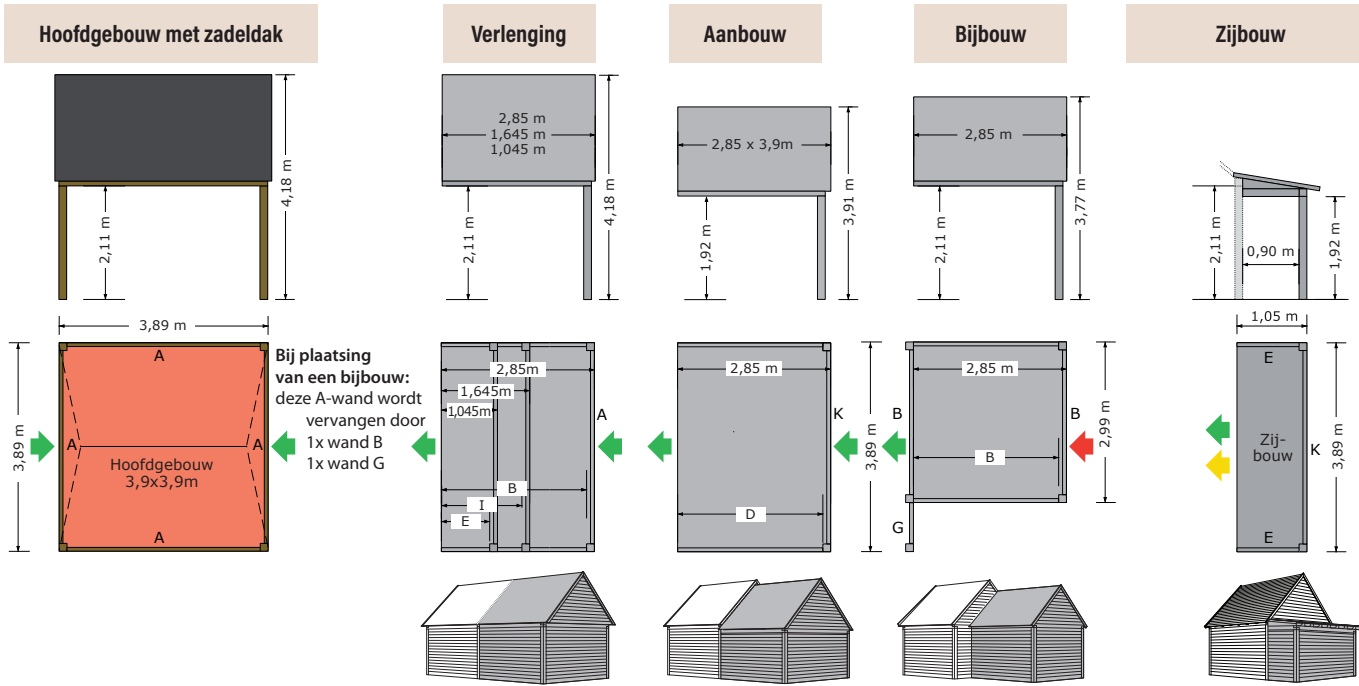 Hoofdgebouw met zadeldak
Verlenging
Aanbouw
Bijbouw
Zijbouw
4,18 m
2,11 m
2,85 m
1,645 m
1,045 m
4,18 m
2,11 m
2,85 x 3,9m
3,91 m
1,92 m
2,85 m
3,77 m
2,11 m
2,11 m
0,90 m
1,92 m
3,89 m
3,89 m
A
A
A
A
Hoofdgebouw
3,9x3,9m
Bij plaatsing
van een bijbouw:
deze A-wand wordt
vervangen door
1x wand B
1x wand G
2,85m
1,645m
1,045m
A
B
I
E
2,85 m
K
3,89 m
D
2,85 m
B
B
2,99 m
B
G
1,05 m
E
Zij-
bouw
K
3,89 m
E